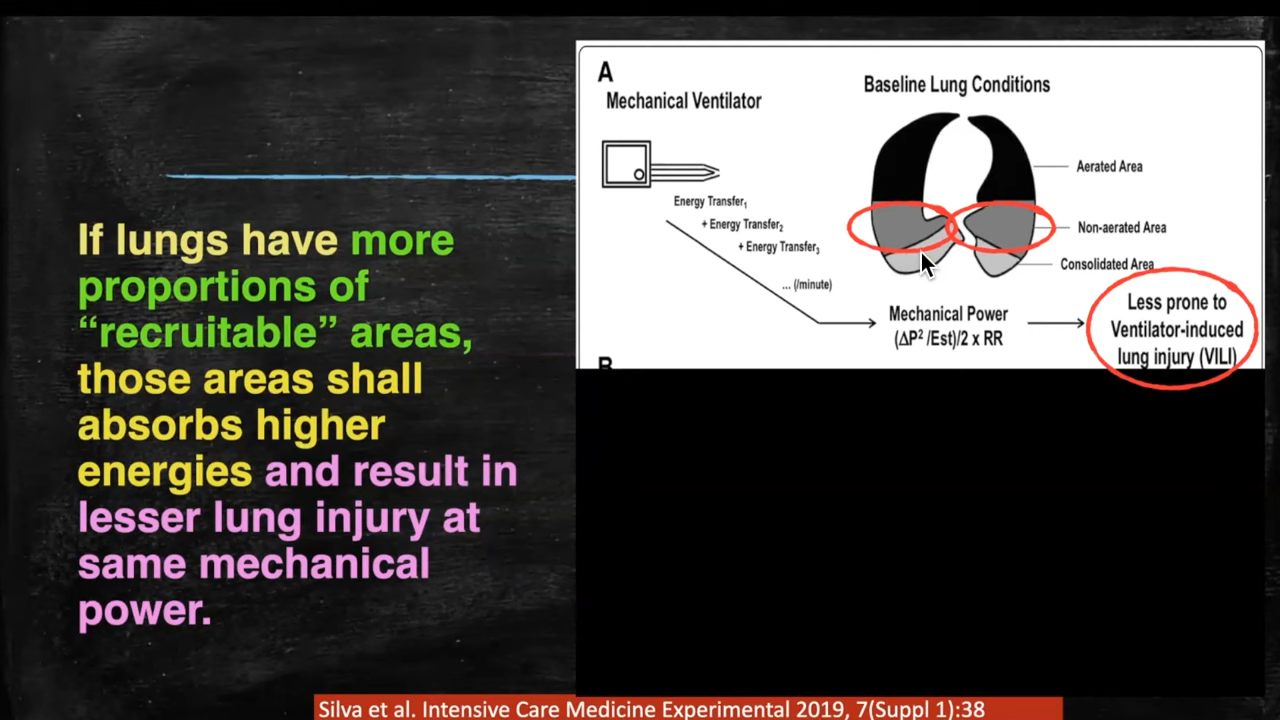 If lungs have more
proportions of
“recruitable” areas,
those areas shall
absorbs higher
energies and result in
lesser lung injury at
same mechanical
power.
A
Mechanical Ventilator
Baseline Lung Conditions
Aerated Area
Non-aerated Area
Consolidated Area
Energy Transfer₁
+ Energy Transfer₂
+ Energy Transfer₃
... (/minute)
Mechanical Power
(ΔP² /Est)/2 x RR
Less prone to
Ventilator-induced
lung injury (VILI)
B
Silva et al. Intensive Care Medicine Experimental 2019, 7(Suppl 1):38